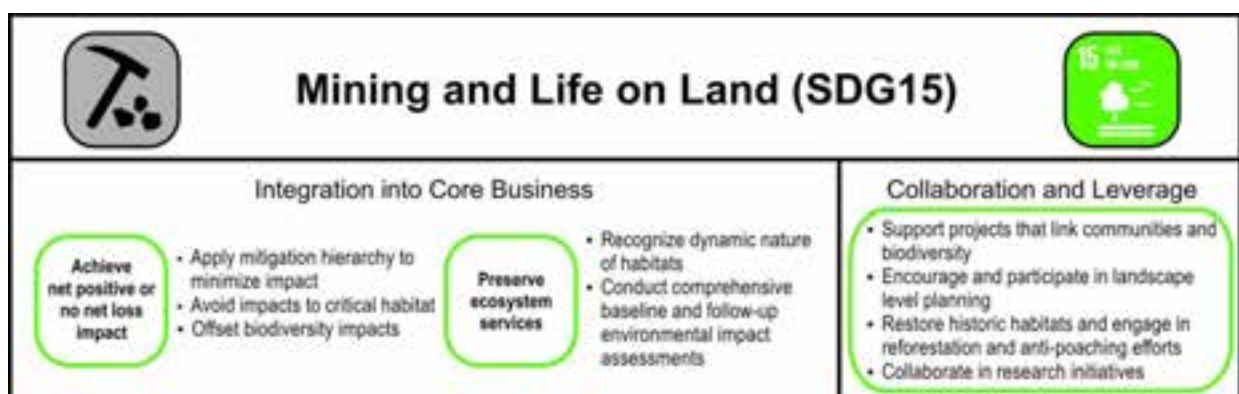 15
Mining and Life on Land (SDG15)
Integration into Core Business
Achieve
net positive or
no net loss
impact
• Apply mitigation hierarchy to
minimize impact
• Avoid impacts to critical habitat
• Offset biodiversity impacts
Preserve
ecosystem
services
• Recognize dynamic nature
of habitats
• Conduct comprehensive
baseline and follow-up
environmental impact
assessments
Collaboration and Leverage
• Support projects that link communities and
biodiversity
• Encourage and participate in landscape
level planning
• Restore historic habitats and engage in
reforestation and anti-poaching efforts
• Collaborate in research initiatives